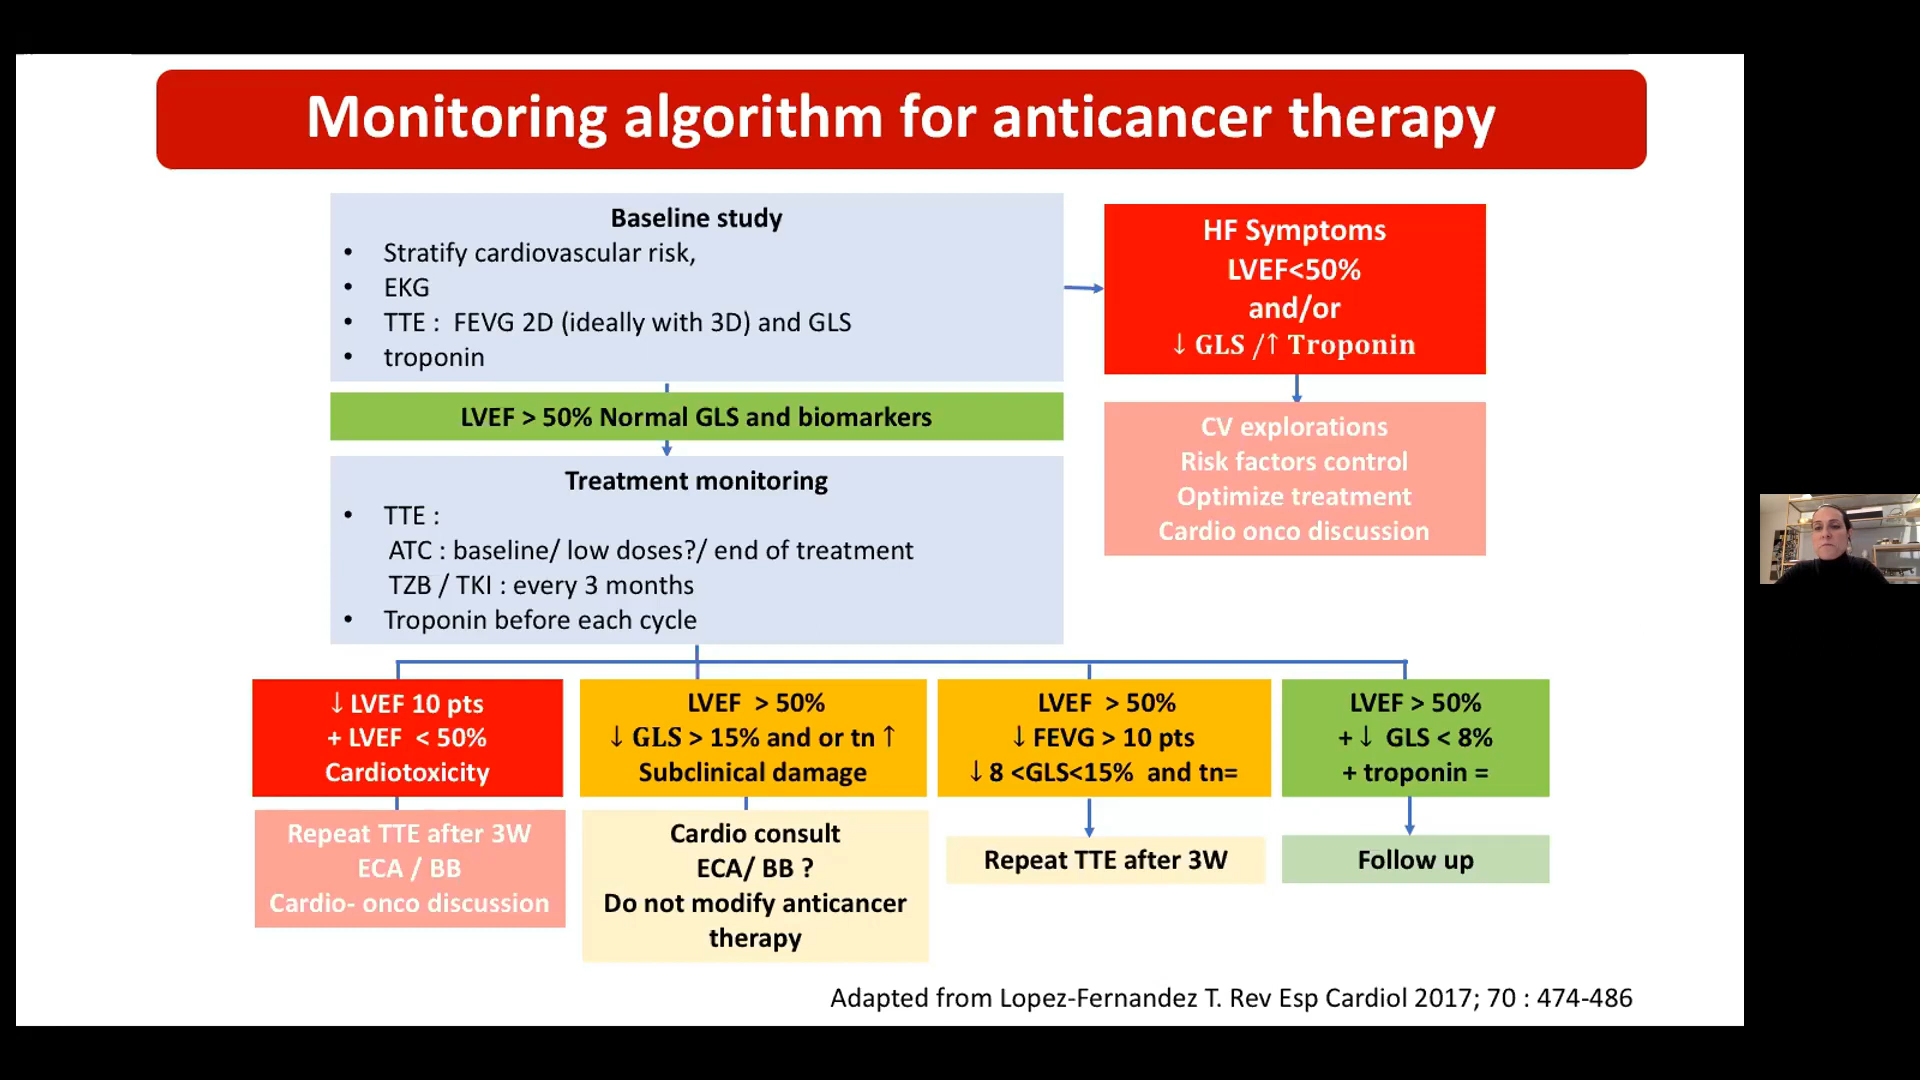 Monitoring algorithm for anticancer therapy
Baseline study
• Stratify cardiovascular risk,
• EKG
• TTE : FEVG 2D (ideally with 3D) and GLS
• troponin
HF Symptoms
LVEF<50%
and/or
↓ GLS /↑ Troponin
LVEF > 50% Normal GLS and biomarkers
CV explorations
Risk factors control
Optimize treatment
Cardio onco discussion
Treatment monitoring
• TTE :
ATC : baseline/ low doses?/ end of treatment
TZB / TKI : every 3 months
• Troponin before each cycle
↓ LVEF 10 pts
+ LVEF < 50%
Cardiotoxicity
LVEF > 50%
↓ GLS > 15% and or tn ↑
Subclinical damage
LVEF > 50%
↓ FEVG > 10 pts
↓ 8 <GLS<15% and tn=
LVEF > 50%
+ ↓ GLS < 8%
+ troponin =
Repeat TTE after 3W
ECA / BB
Cardio- onco discussion
Cardio consult
ECA/ BB ?
Do not modify anticancer
therapy
Repeat TTE after 3W
Follow up
Adapted from Lopez-Fernandez T. Rev Esp Cardiol 2017; 70 : 474-486